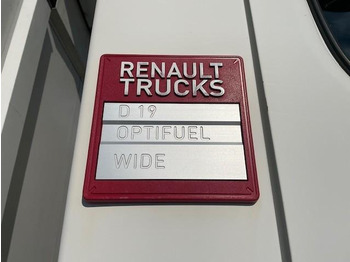 RENAULT
TRUCKS
D 19
OPTIFUEL
WIDE